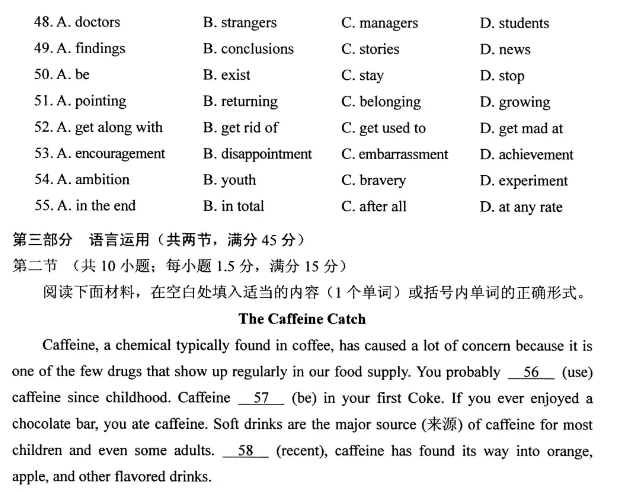 48. A. doctors B. strangers C. managers D. students
49. A. findings B. conclusions C. stories D. news
50. A. be B. exist C. stay D. stop
51. A. pointing B. returning C. belonging D. growing
52. A. get along with B. get rid of C. get used to D. get mad at
53. A. encouragement B. disappointment C. embarrassment D. achievement
54. A. ambition B. youth C. bravery D. experiment
55. A. in the end B. in total C. after all D. at any rate
第三部分 语言运用（共两节，满分 45 分）
第二节 （共 10 小题；每小题 1.5 分，满分 15 分）
阅读下面材料，在空白处填入适当的内容（1 个单词）或括号内单词的正确形式。
The Caffeine Catch
Caffeine, a chemical typically found in coffee, has caused a lot of concern because it is
one of the few drugs that show up regularly in our food supply. You probably 56 (use)
caffeine since childhood. Caffeine 57 (be) in your first Coke. If you ever enjoyed a
chocolate bar, you ate caffeine. Soft drinks are the major source (来源) of caffeine for most
children and even some adults. 58 (recent), caffeine has found its way into orange,
apple, and other flavored drinks.